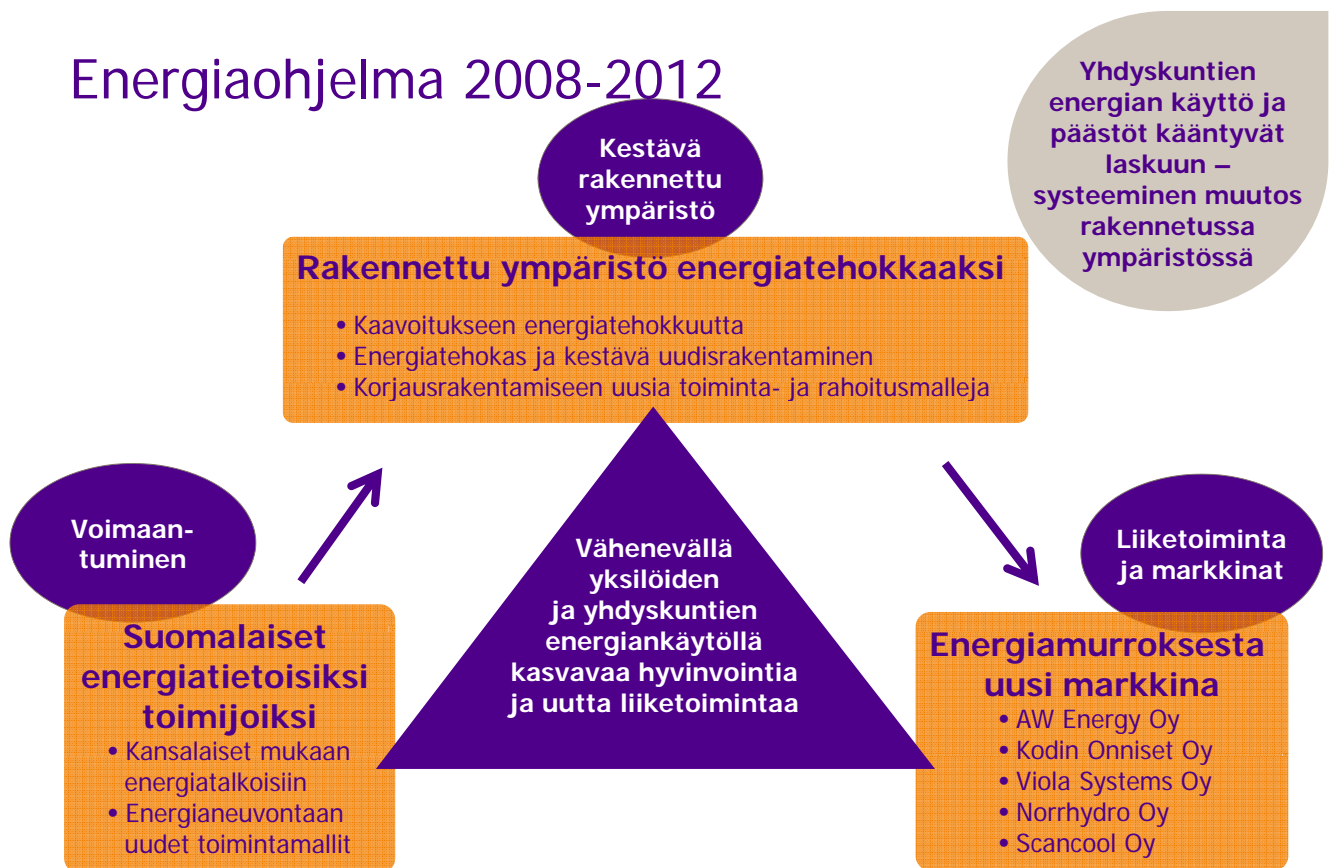 Energiaohjelma 2008-2012
Yhdyskuntien
energian käyttö ja
päästöt kääntyvät
laskuun –
systeeminen muutos
rakennetussa
ympäristössä
Kestävä
rakennettu
ympäristö
Rakennettu ympäristö energiatehokkaaksi
• Kaavoitukseen energiatehokkuutta
• Energiatehokas ja kestävä uudisrakentaminen
• Korjausrakentamiseen uusia toiminta- ja rahoitusmalleja
Voimaan-
tuminen
Suomalaiset
energiatietoisiksi
toimijoiksi
• Kansalaiset mukaan
energiatalkoisiin
• Energianeuvontaan
uudet toimintamallit
Vähenevällä
yksilöiden
ja yhdyskuntien
energiankäytöllä
kasvavaa hyvinvointia
ja uutta liiketoimintaa
Liiketoiminta
ja markkinat
Energiamurroksesta
uusi markkina
• AW Energy Oy
• Kodin Onniset Oy
• Viola Systems Oy
• Norrhydro Oy
• Scancool Oy